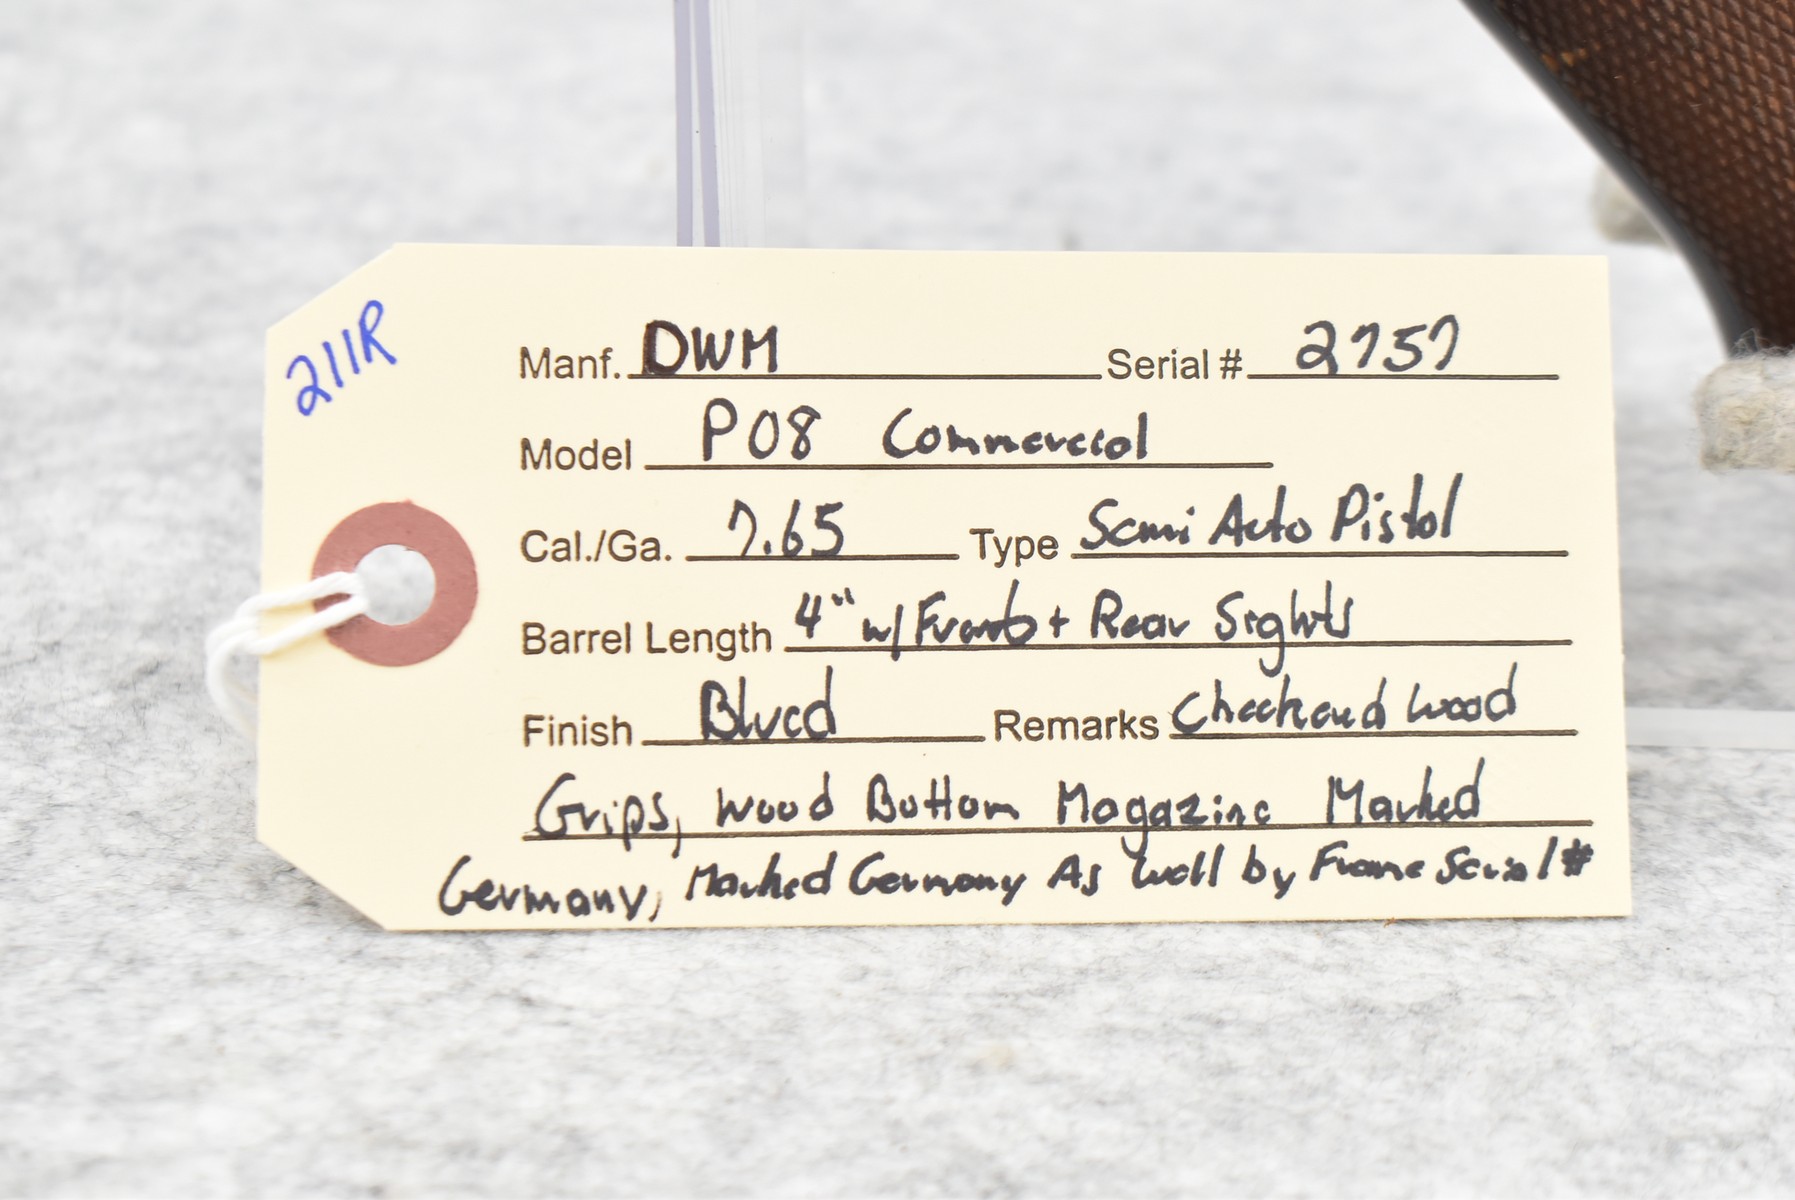 211R
Manf. DWM Serial # 2757
Model P08 Commercial
Cal./Ga. 7.65 Type Semi Auto Pistol
Barrel Length 4" w/ Front + Rear Sights
Finish Blued Remarks Checkered Wood
Grips, Wood Bottom Magazine Marked
Germany, Marked Germany As Well by Frame Serial #